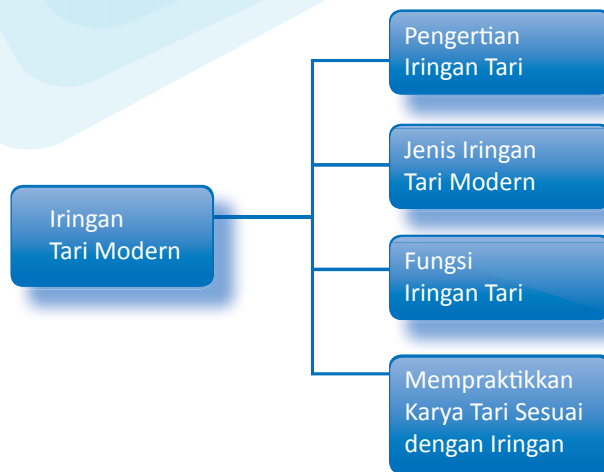 Pengertian
Iringan Tari
Jenis Iringan
Tari Modern
Iringan
Tari Modern
Fungsi
Iringan Tari
Mempraktikkan
Karya Tari Sesuai
dengan Iringan